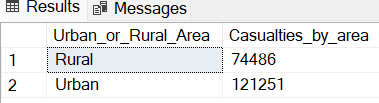 Results Messages
Urban_or_Rural_Area Casualties_by_area
1 Rural 74486
2 Urban 121251